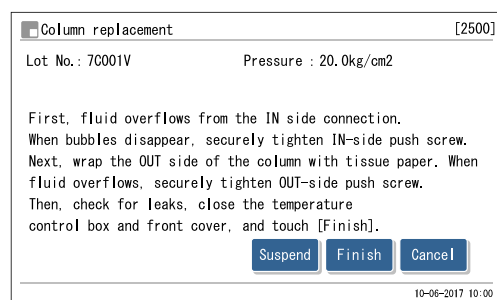 Column replacement [2500]
Lot No.: 7C001V Pressure : 20.0kg/cm2
First, fluid overflows from the IN side connection.
When bubbles disappear, securely tighten IN-side push screw.
Next, wrap the OUT side of the column with tissue paper. When
fluid overflows, securely tighten OUT-side push screw.
Then, check for leaks, close the temperature
control box and front cover, and touch [Finish].
Suspend Finish Cancel
10-06-2017 10:00